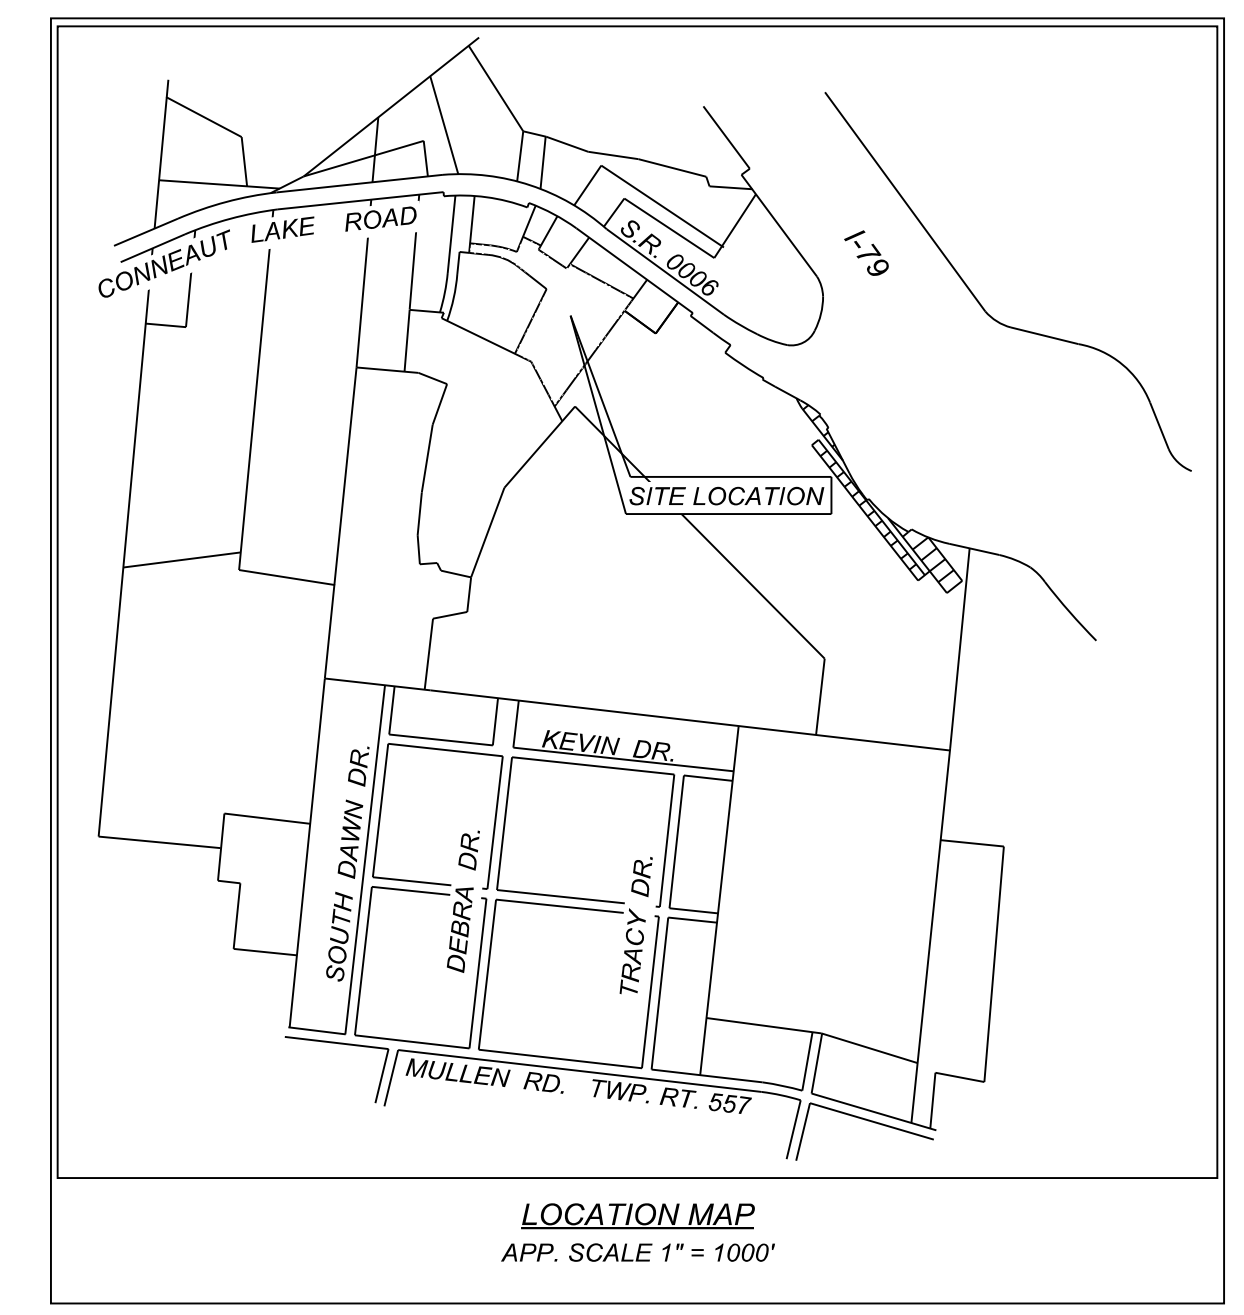 CONNEAUT LAKE ROAD
S.R. 0006
I-79
SITE LOCATION
KEVIN DR.
SOUTH DAWN DR.
DEBRA DR.
TRACY DR.
MULLEN RD. TWP. RT. 557
LOCATION MAP
APP. SCALE 1" = 1000'